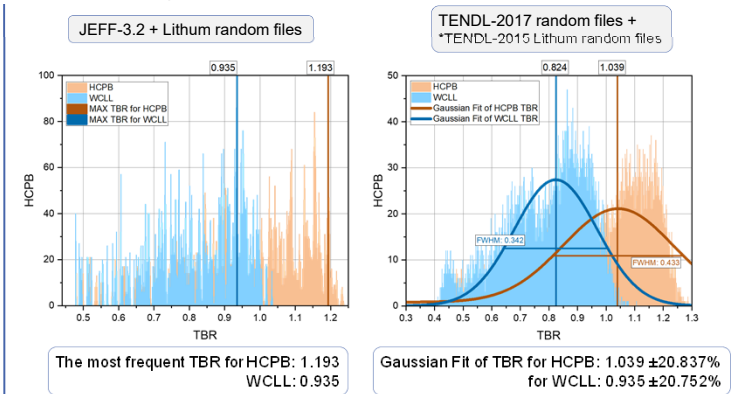 JEFF-3.2 + Lithum random files
TENDL-2017 random files +
*TENDL-2015 Lithum random files
0.935
1.193
HCPB
WCLL
MAX TBR for HCPB
MAX TBR for WCLL
100
80
60
40
20
0
HCPB
0.5
0.6
0.7
0.8
0.9
1.0
1.1
1.2
TBR
0.824
1.039
HCPB
WCLL
Gaussian Fit of HCPB TBR
Gaussian Fit of WCLL TBR
50
40
30
20
10
0
HCPB
FWHM: 0.342
FWHM: 0.433
0.3
0.4
0.5
0.6
0.7
0.8
0.9
1.0
1.1
1.2
1.3
TBR
The most frequent TBR for HCPB: 1.193
WCLL: 0.935
Gaussian Fit of TBR for HCPB: 1.039 ±20.837%
for WCLL: 0.935 ±20.752%